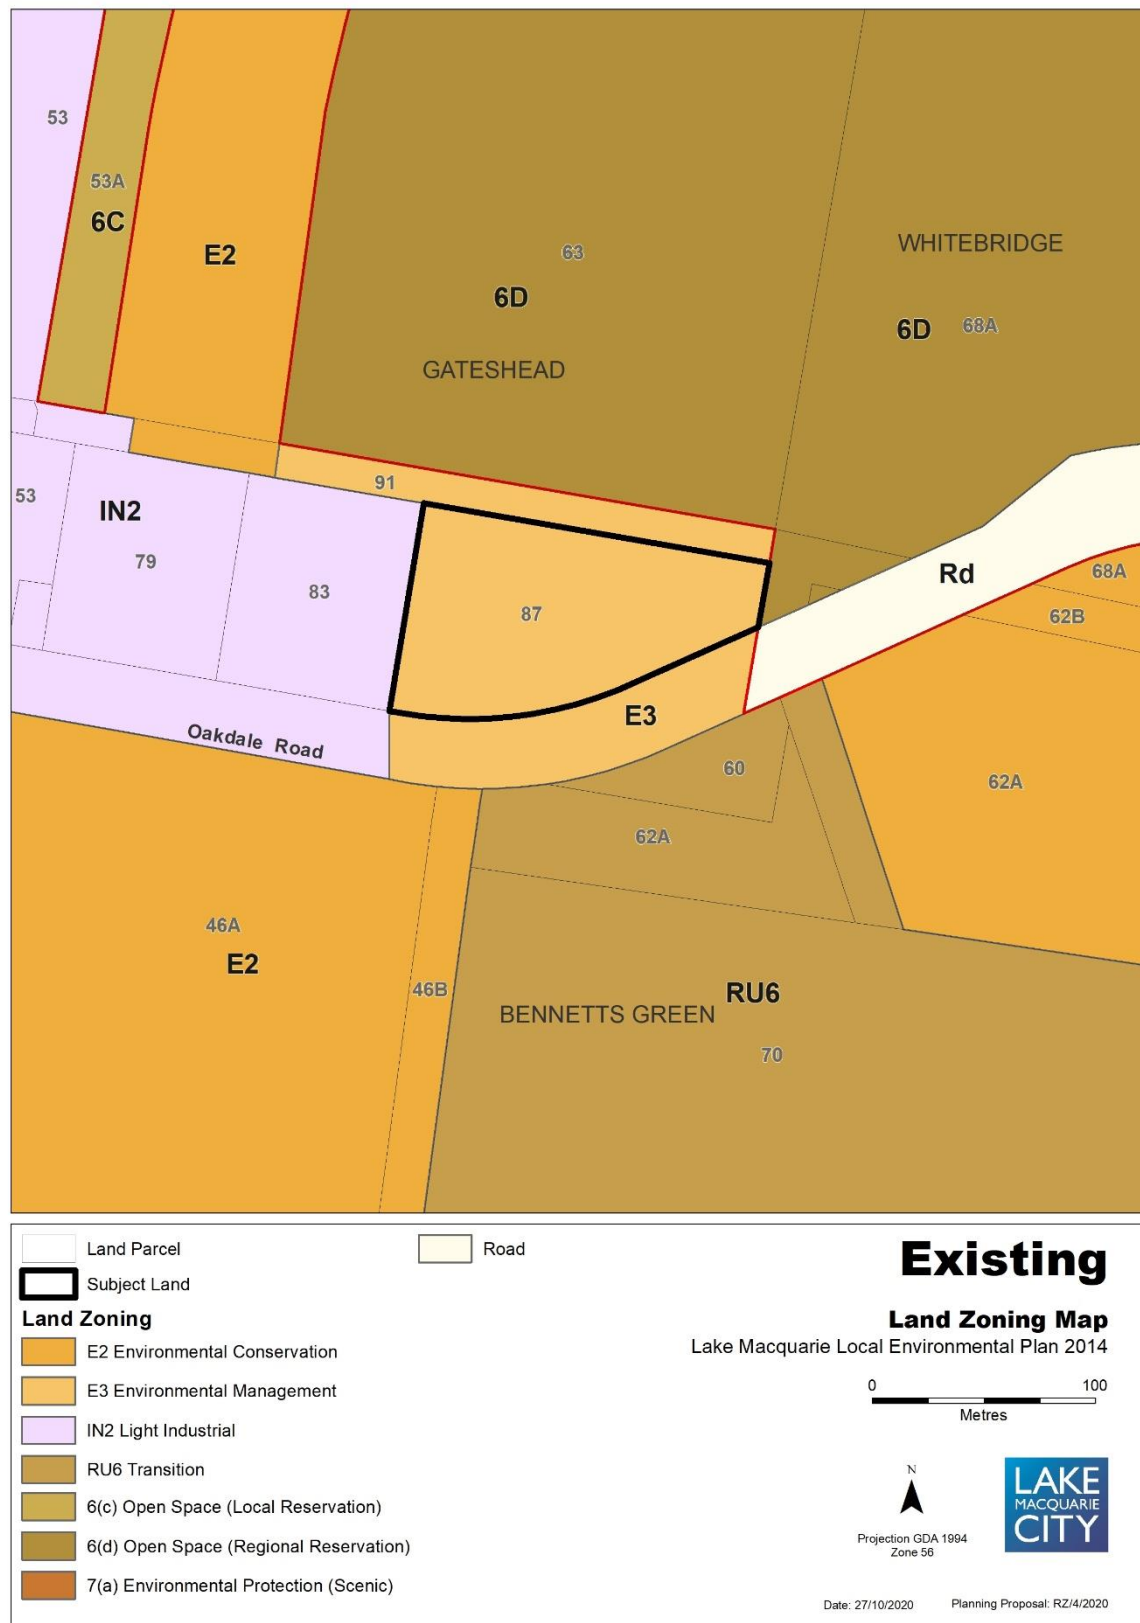 53
53A
6C
E2
63
6D
WHITEBRIDGE
6D 68A
GATESHEAD
91
53
IN2
79
83
87
Rd
68A
62B
E3
Oakdale Road
60
62A
62A
46A
E2
46B
RU6
BENNETTS GREEN
70
Land Parcel
Road
Subject Land
Land Zoning
E2 Environmental Conservation
E3 Environmental Management
IN2 Light Industrial
RU6 Transition
6(c) Open Space (Local Reservation)
6(d) Open Space (Regional Reservation)
7(a) Environmental Protection (Scenic)
Existing
Land Zoning Map
Lake Macquarie Local Environmental Plan 2014
0 100
Metres
N
Projection GDA 1994
Zone 56
LAKE
MACQUARIE
CITY
Date: 27/10/2020 Planning Proposal: RZ/4/2020